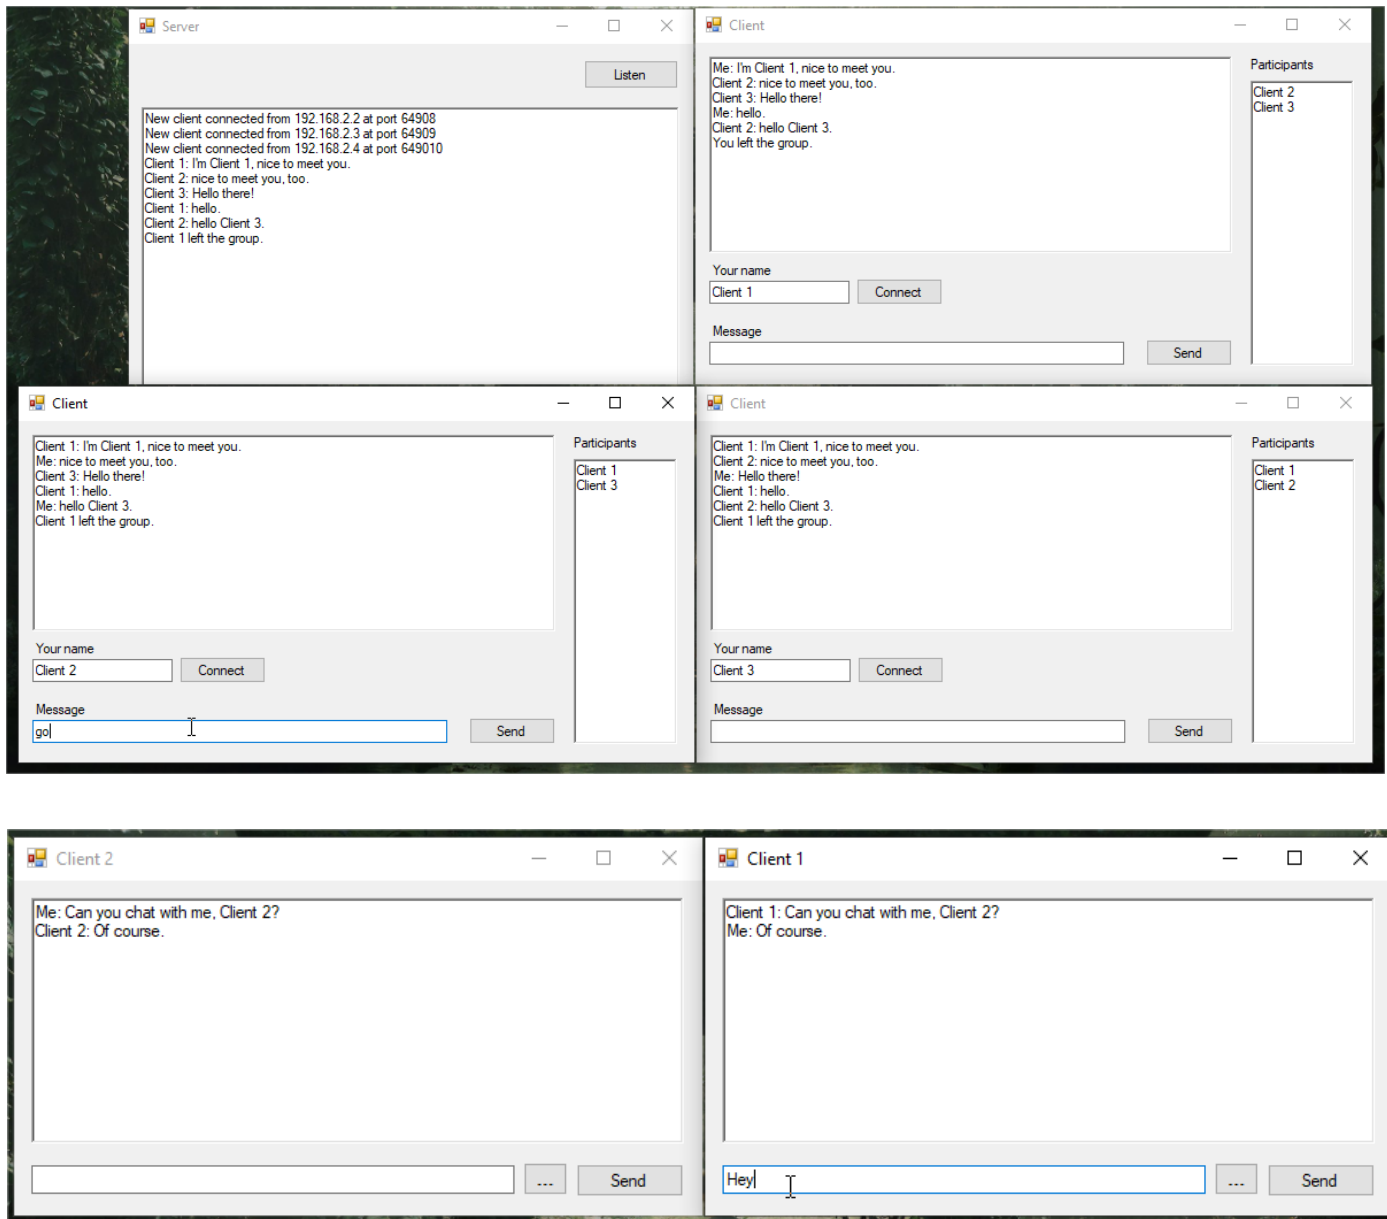 Server
Listen
New client connected from 192.168.2.2 at port 64908
New client connected from 192.168.2.3 at port 64909
New client connected from 192.168.2.4 at port 649010
Client 1: I'm Client 1, nice to meet you.
Client 2: nice to meet you, too.
Client 3: Hello there!
Client 1: hello.
Client 2: hello Client 3.
Client 1 left the group.
Client
Me: I'm Client 1, nice to meet you.
Client 2: nice to meet you, too.
Client 3: Hello there!
Me: hello.
Client 2: hello Client 3.
You left the group.
Participants
Client 2
Client 3
Your name
Client 1
Connect
Message
Send
Client
Client 1: I'm Client 1, nice to meet you.
Me: nice to meet you, too.
Client 3: Hello there!
Client 1: hello.
Me: hello Client 3.
Client 1 left the group.
Participants
Client 1
Client 3
Your name
Client 2
Connect
Message
go
Send
Client
Client 1: I'm Client 1, nice to meet you.
Client 2: nice to meet you, too.
Me: Hello there!
Client 1: hello.
Client 2: hello Client 3.
Client 1 left the group.
Participants
Client 1
Client 2
Your name
Client 3
Connect
Message
Send
Client 2
Me: Can you chat with me, Client 2?
Client 2: Of course.
...
Send
Client 1
Client 1: Can you chat with me, Client 2?
Me: Of course.
Hey
...
Send